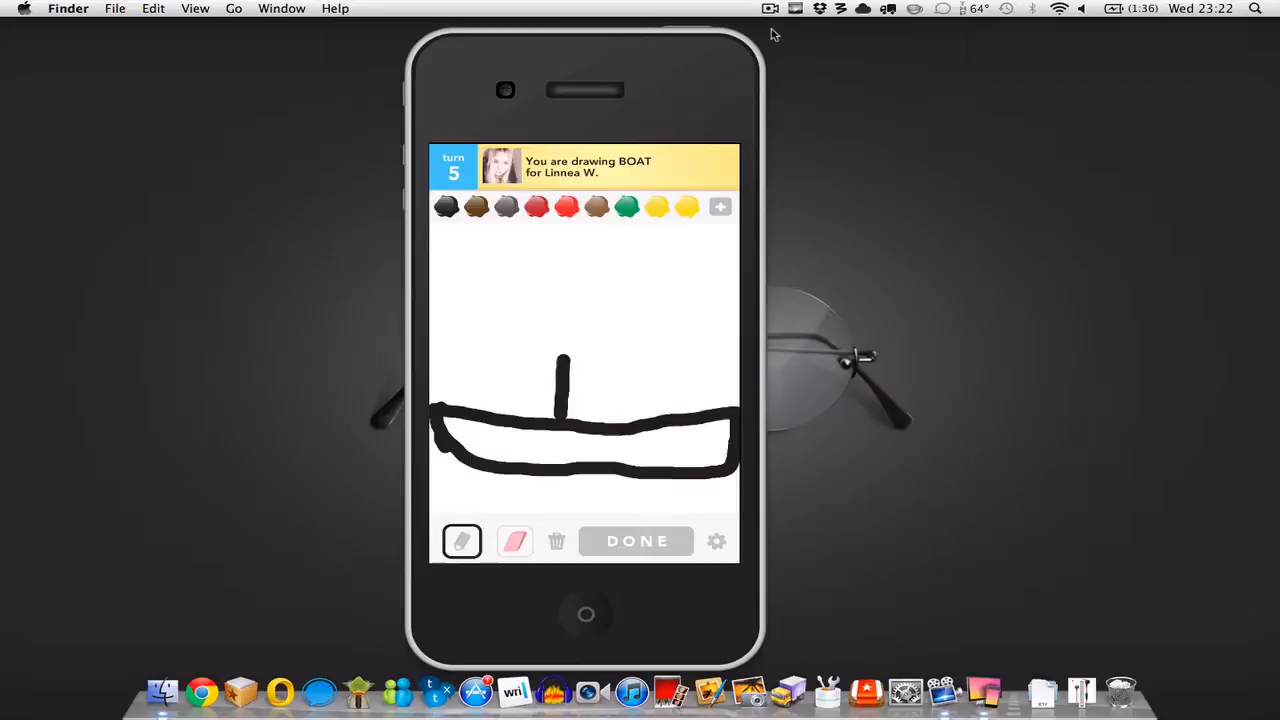 Finder File Edit View Go Window Help 64° (1:36) Wed 23:22
turn
5
You are drawing BOAT
for Linnea W.
DONE
wri